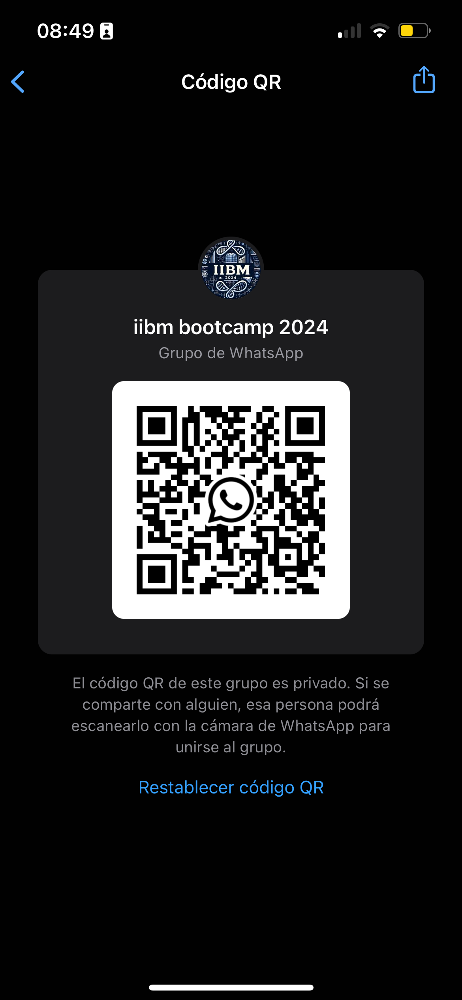 08:49
Código QR
IIBM
2024
iibm bootcamp 2024
Grupo de WhatsApp
El código QR de este grupo es privado. Si se
comparte con alguien, esa persona podrá
escanearlo con la cámara de WhatsApp para
unirse al grupo.
Restablecer código QR